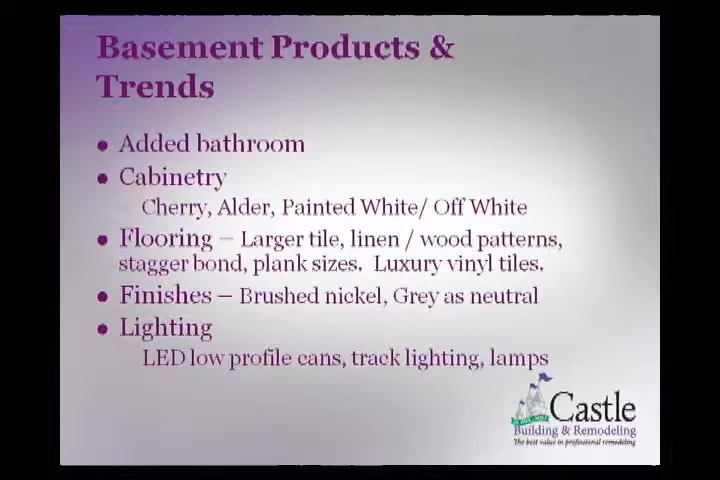 Basement Products &
Trends
• Added bathroom
• Cabinetry
Cherry, Alder, Painted White/ Off White
• Flooring – Larger tile, linen / wood patterns,
stagger bond, plank sizes. Luxury vinyl tiles.
• Finishes – Brushed nickel, Grey as neutral
• Lighting
LED low profile cans, track lighting, lamps
Castle
Building & Remodeling
The best value in professional remodeling